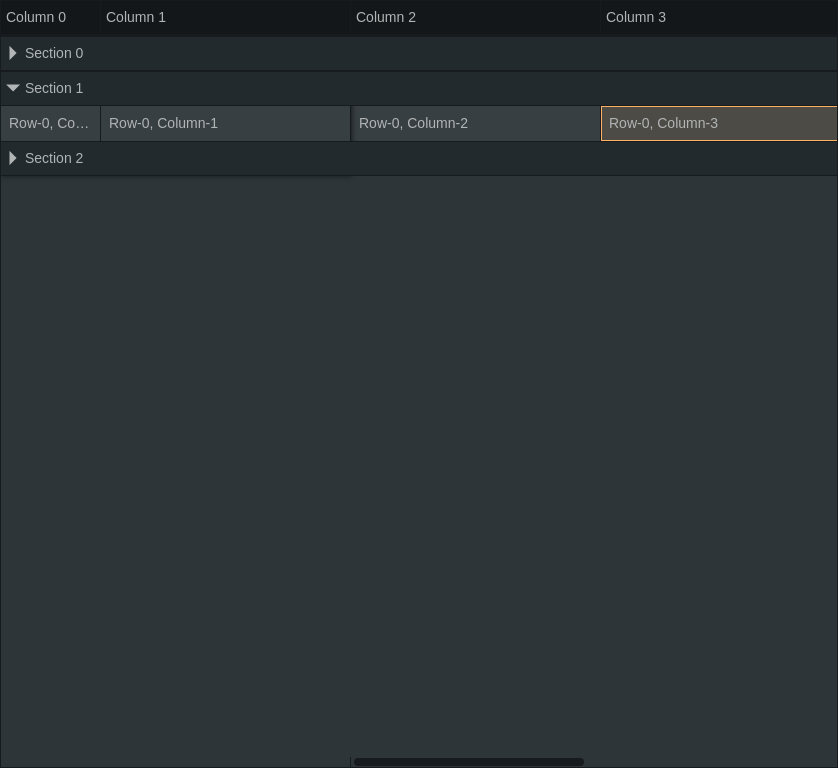 Column 0 Column 1 Column 2 Column 3
Section 0
Section 1
Row-0, Co… Row-0, Column-1 Row-0, Column-2 Row-0, Column-3
Section 2